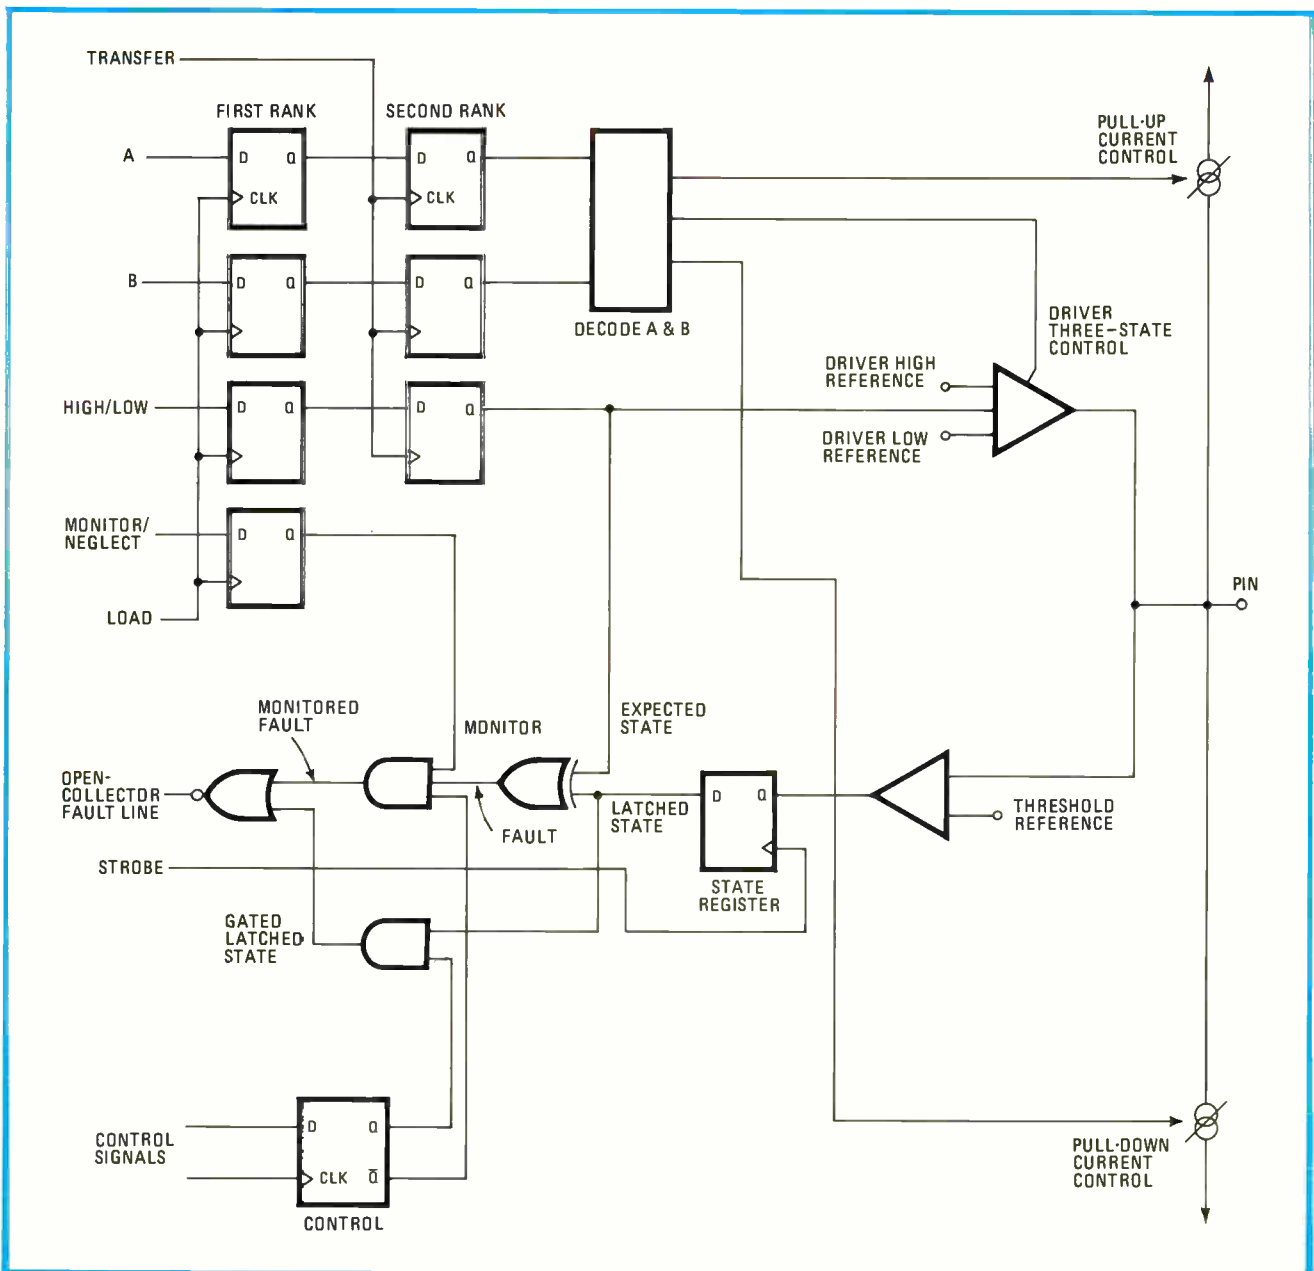 TRANSFER
FIRST RANK
SECOND RANK
A
D Q
CLK
D Q
CLK
PULL-UP
CURRENT
CONTROL
B
D Q
D Q
DECODE A & B
DRIVER
THREE-STATE
CONTROL
DRIVER HIGH
REFERENCE
HIGH/LOW
D Q
D Q
DRIVER LOW
REFERENCE
MONITOR/
NEGLECT
D Q
LOAD
PIN
MONITORED
FAULT
MONITOR
EXPECTED
STATE
OPEN-
COLLECTOR
FAULT LINE
FAULT
LATCHED
STATE
D Q
THRESHOLD
REFERENCE
STROBE
STATE
REGISTER
GATED
LATCHED
STATE
CONTROL
SIGNALS
D Q
CLK Q̅
CONTROL
PULL-DOWN
CURRENT
CONTROL